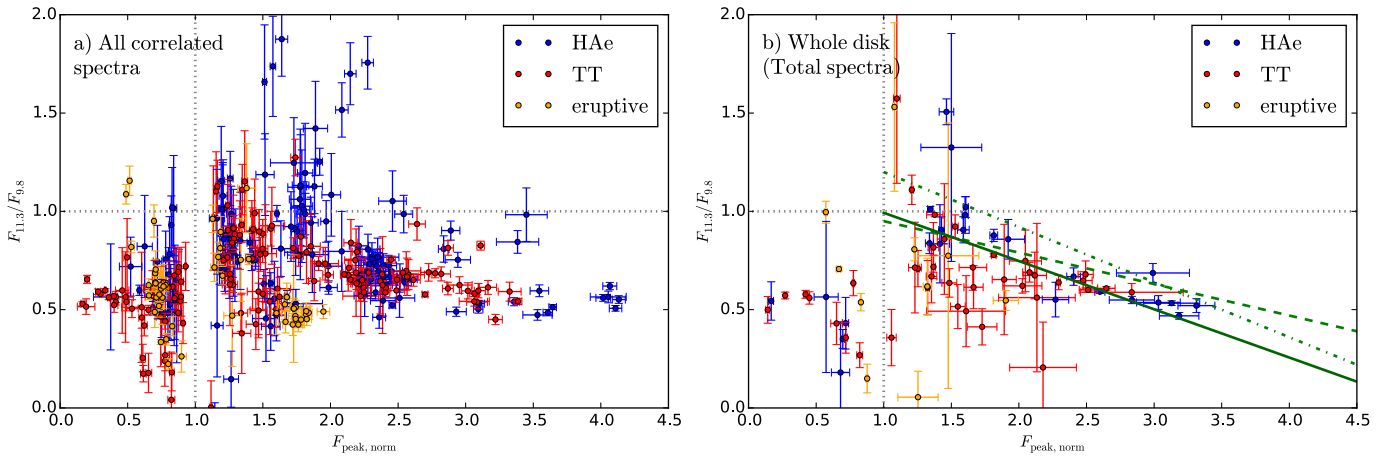 a) All correlated
spectra
HAe
TT
eruptive
2.0
1.5
1.0
0.5
0.0
F11.3/F9.8
0.0 0.5 1.0 1.5 2.0 2.5 3.0 3.5 4.0 4.5
Fpeak, norm
b) Whole disk
(Total spectra)
HAe
TT
eruptive
2.0
1.5
1.0
0.5
0.0
F11.3/F9.8
0.0 0.5 1.0 1.5 2.0 2.5 3.0 3.5 4.0 4.5
Fpeak, norm